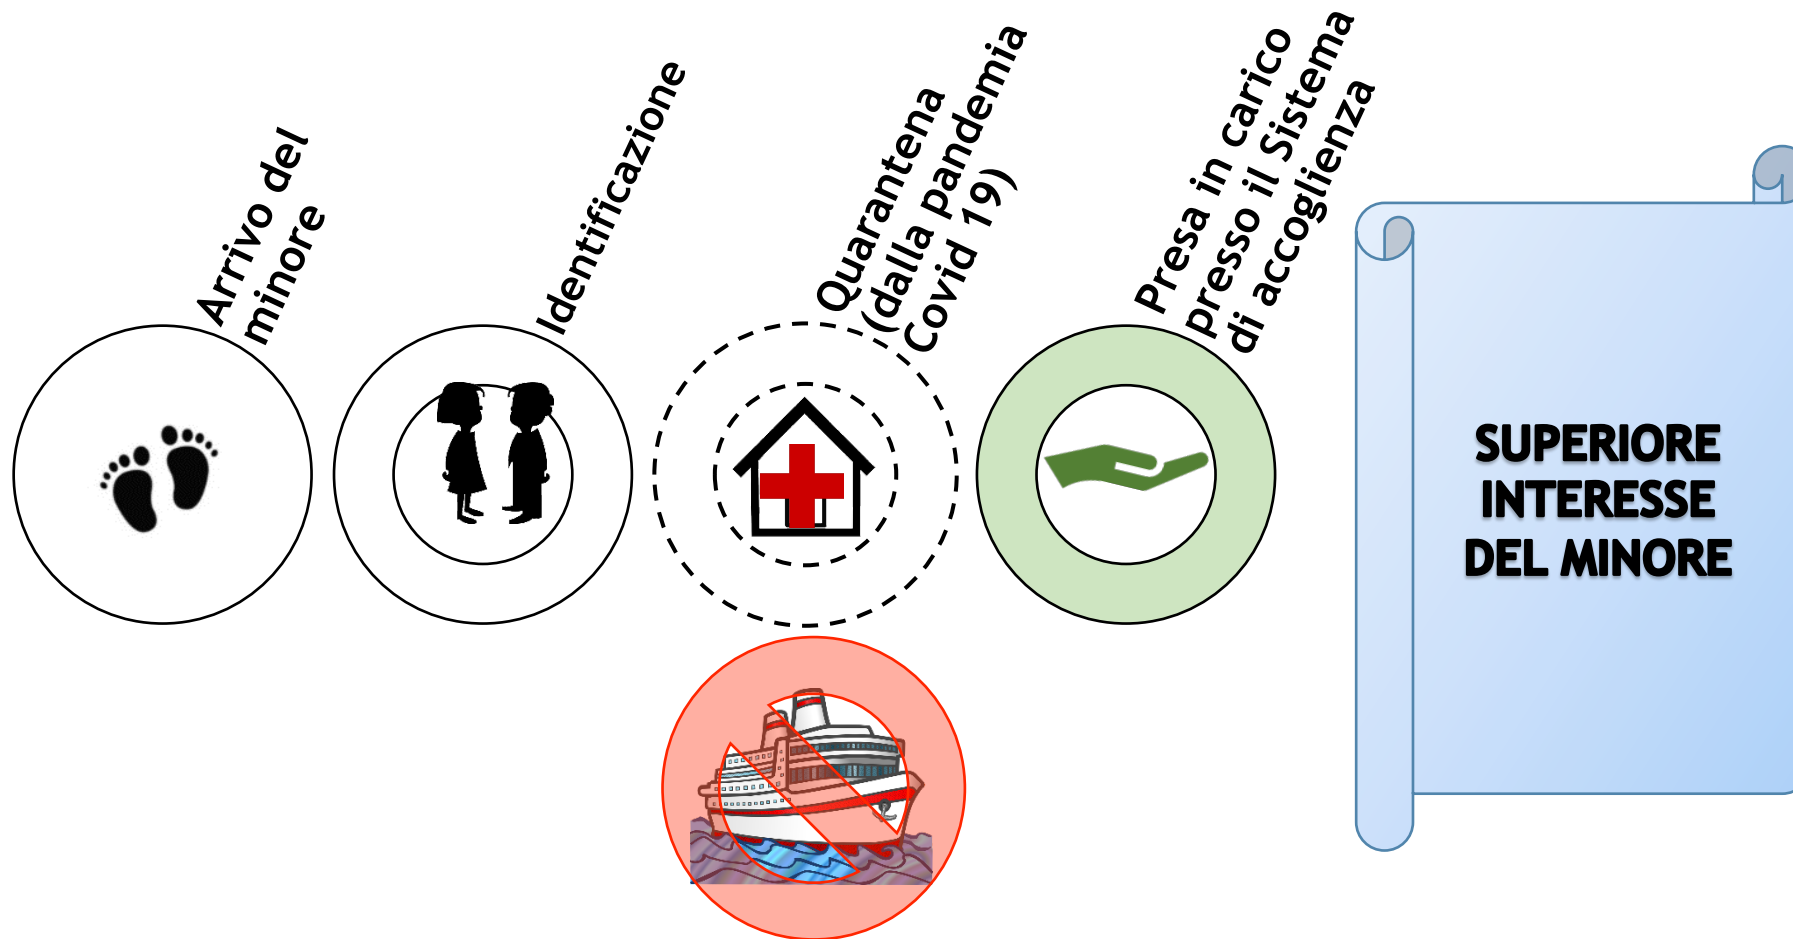 Arrivo del
minore
Identificazione
Quarantena
(dalla pandemia
Covid 19)
Presa in carico
presso il Sistema
di accoglienza
SUPERIORE
INTERESSE
DEL MINORE